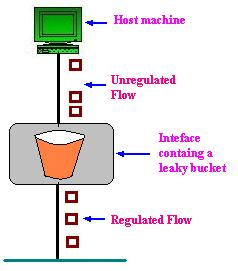 Host machine
Unregulated
Flow
Inteface
containg a
leaky bucket
Regulated Flow